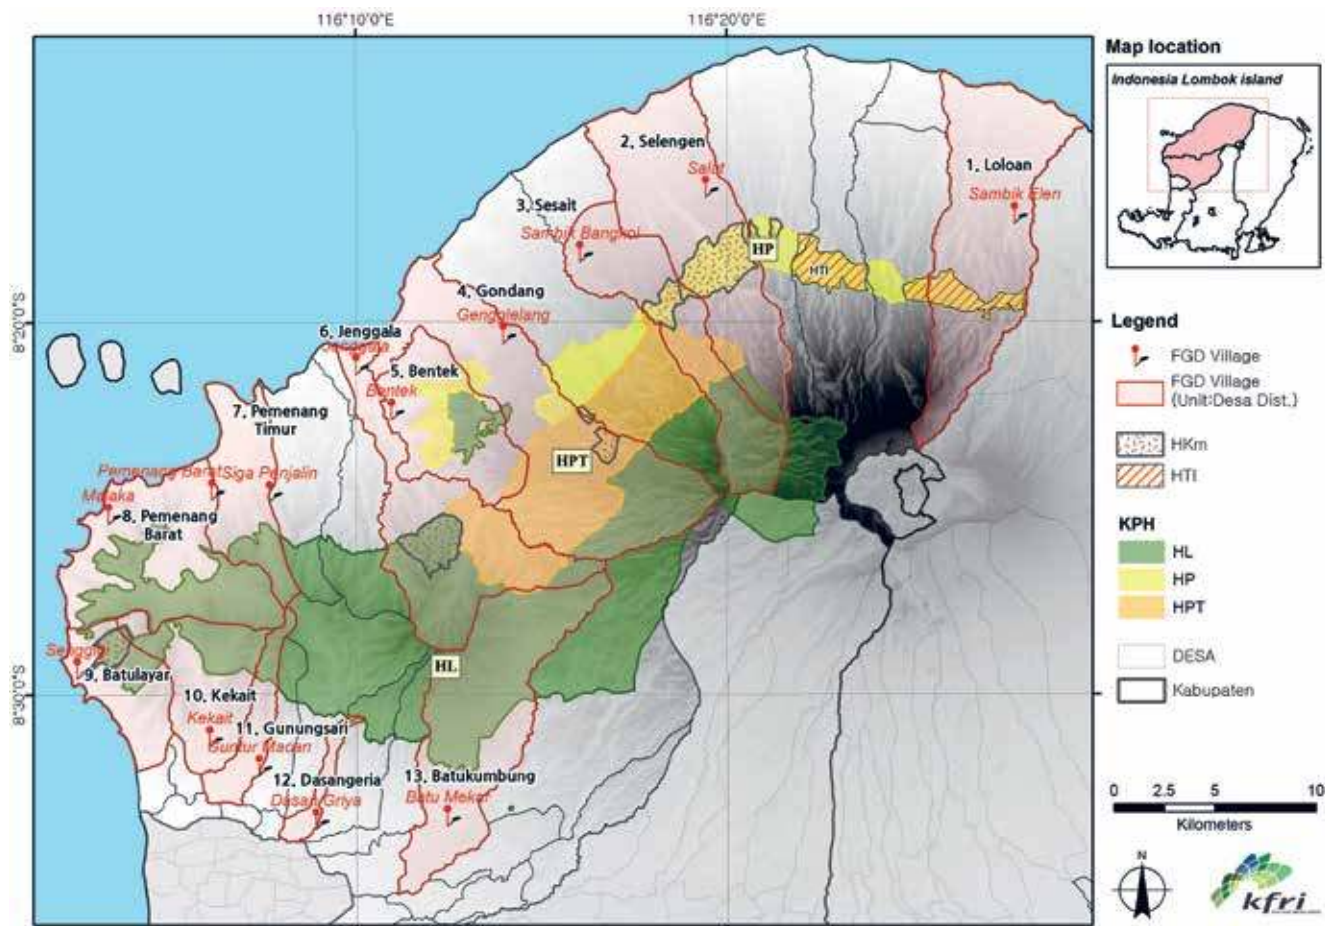 116°10'0"E
116°20'0"E
Map location
Indonesia Lombok island
2. Selengen
Salut
1. Loloan
Sambik Elen
3. Sesait
Sambik Bangkol
HP
HTI
4. Gondang
Genggelang
8°20'0"S
6. Jenggala
5. Bentek
Bentek
7. Pemenang
Timur
HPT
Pemenang Barat
Siga Penjalin
Malaka
8. Pemenang
Barat
HL
9. Batulayar
8°30'0"S
10. Kekait
Kekait
11. Gunungsari
Guntur Macan
12. Dasangeria
Dasan Griya
13. Batukumbung
Batu Mekar
Legend
FGD Village
FGD Village
(Unit:Desa Dist.)
HKm
HTI
KPH
HL
HP
HPT
DESA
Kabupaten
0 2.5 5 10
Kilometers
N
kfri